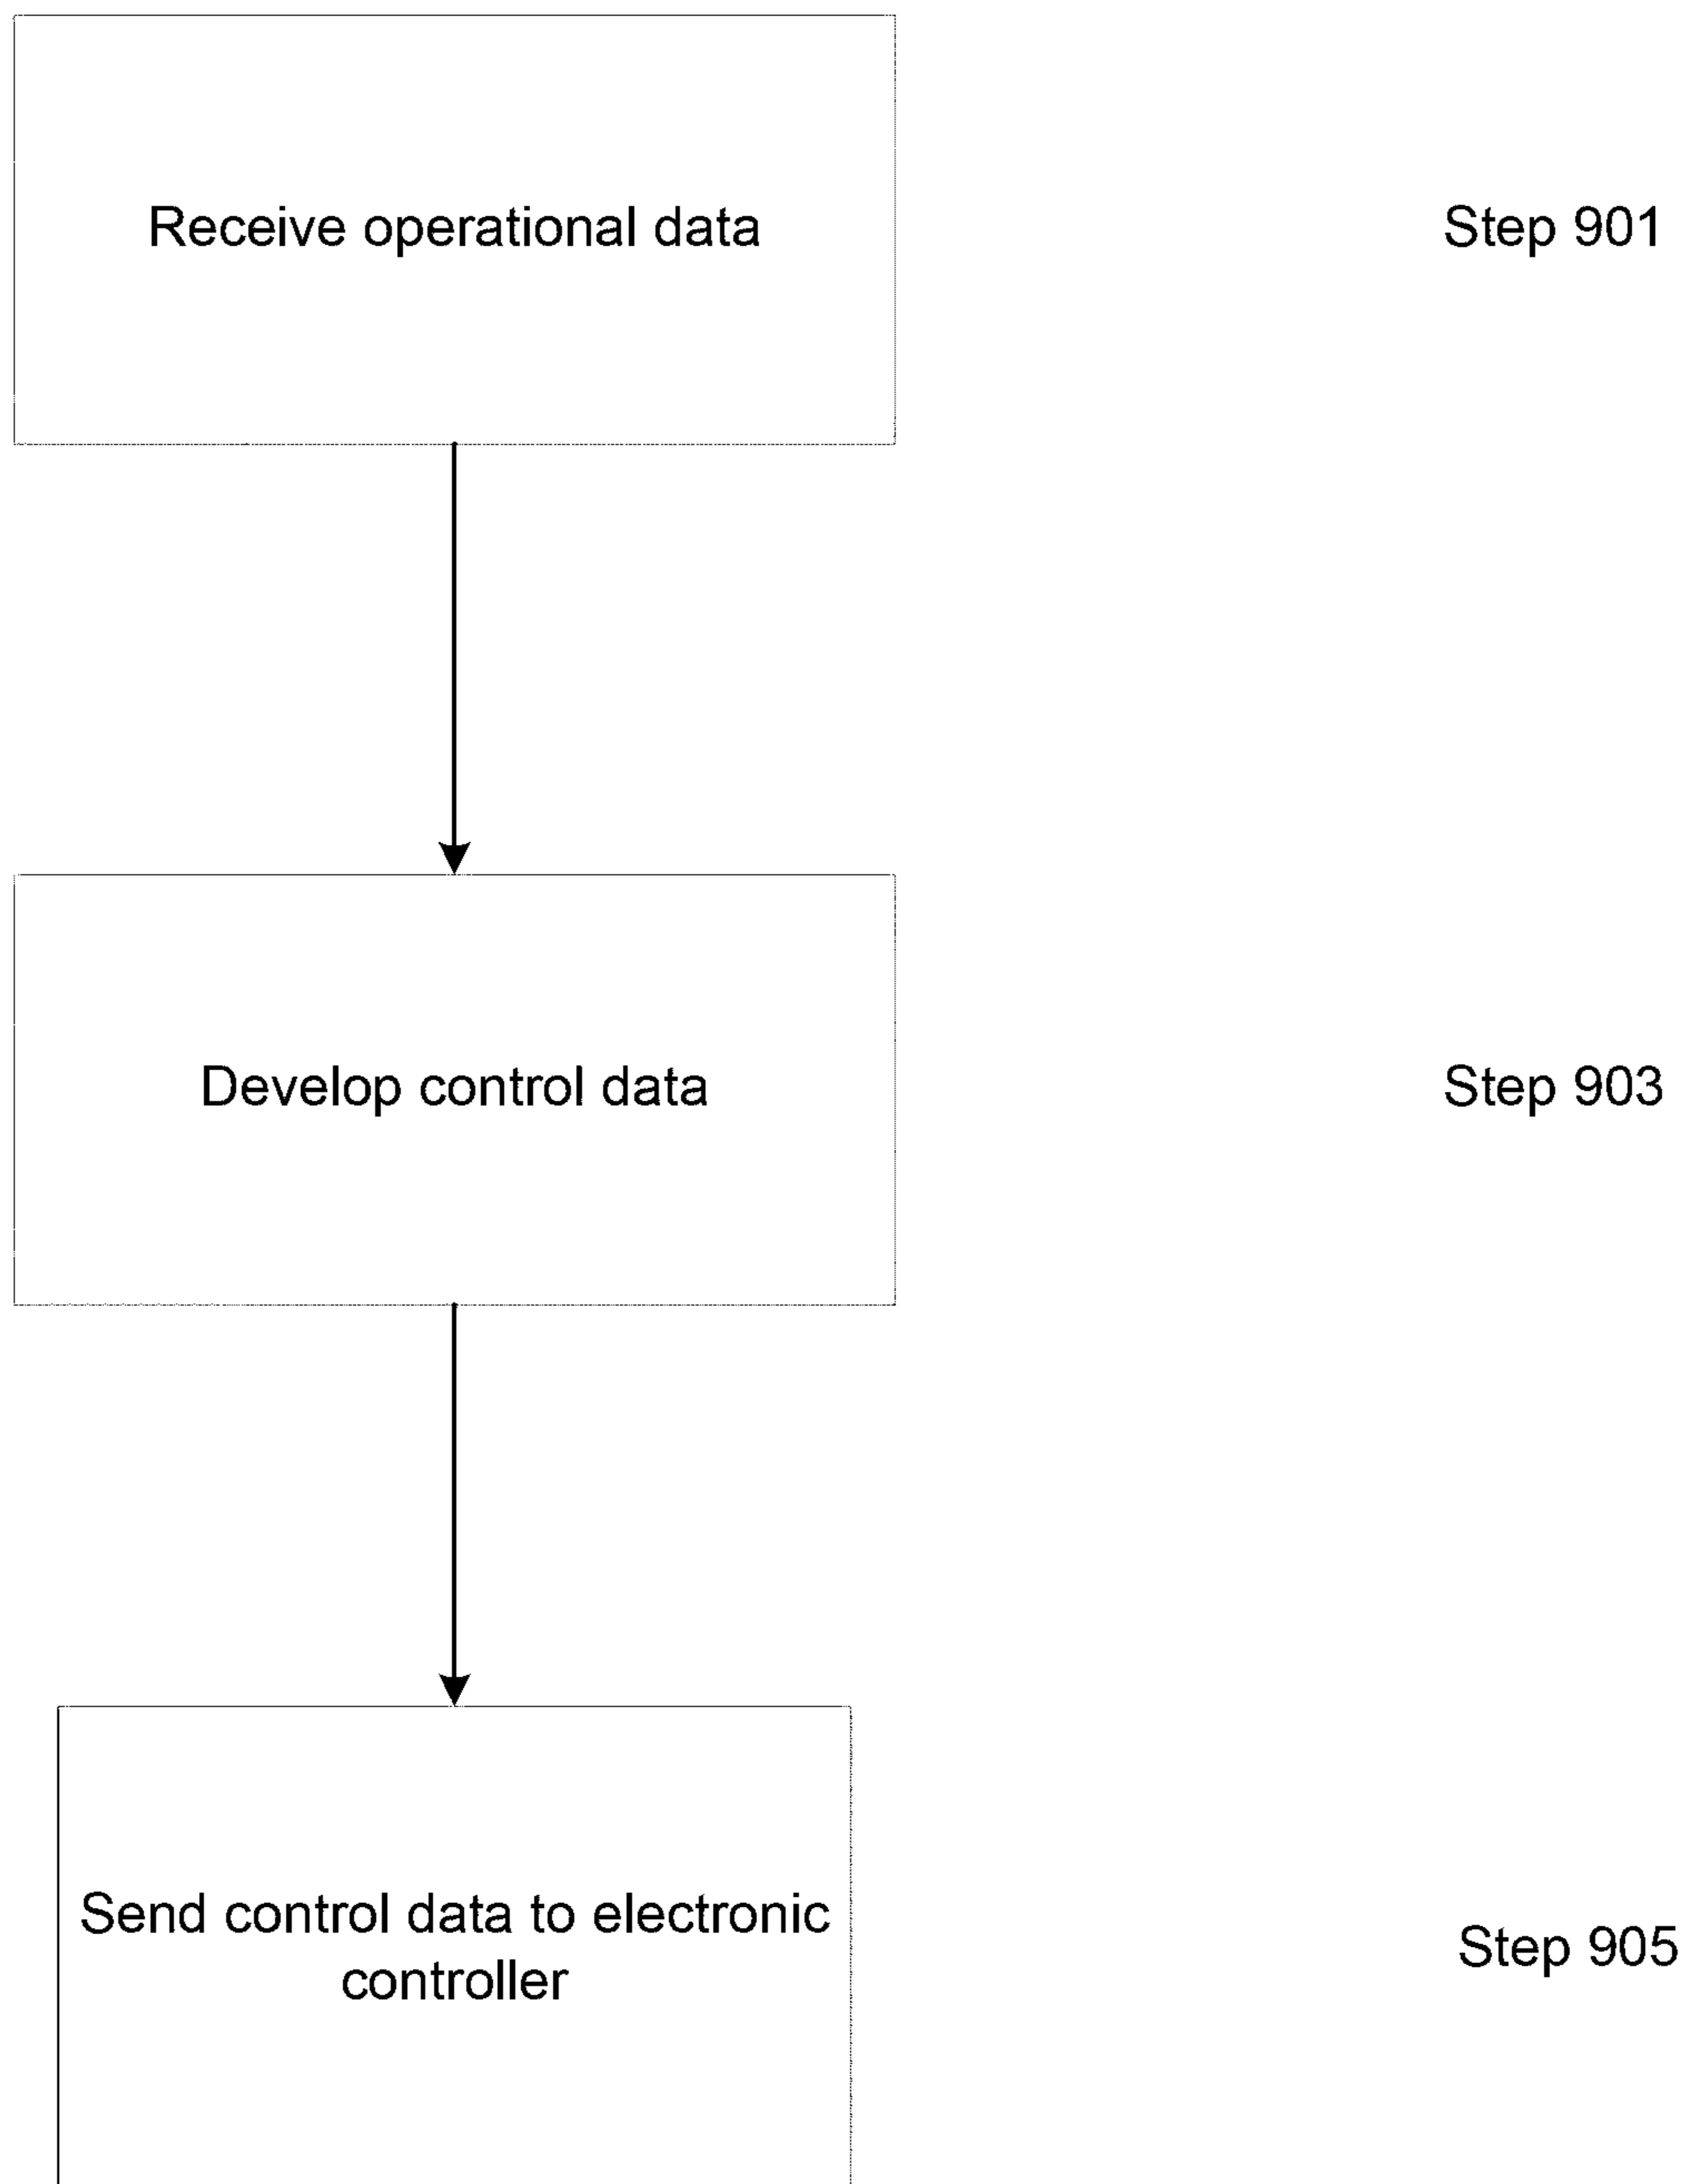 Receive operational data
Step 901
Develop control data
Step 903
Send control data to electronic
controller
Step 905